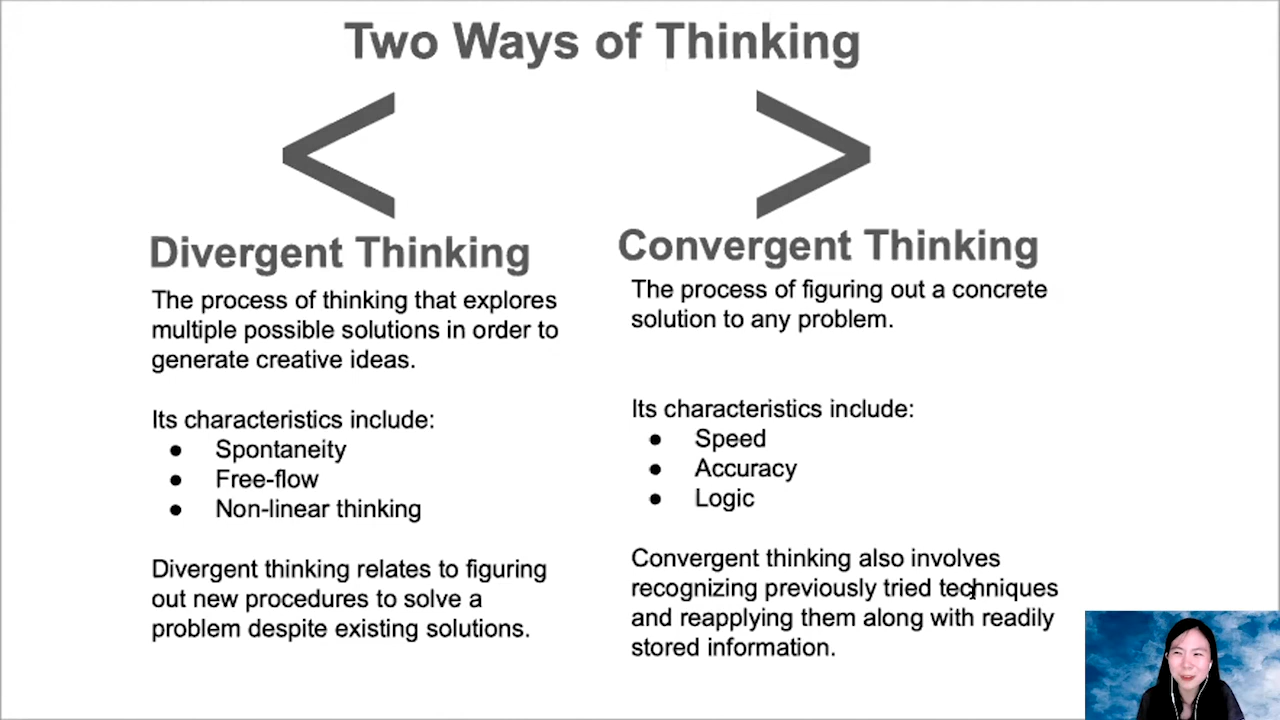 Two Ways of Thinking
< >
Divergent Thinking
The process of thinking that explores
multiple possible solutions in order to
generate creative ideas.
Its characteristics include:
● Spontaneity
● Free-flow
● Non-linear thinking
Divergent thinking relates to figuring
out new procedures to solve a
problem despite existing solutions.
Convergent Thinking
The process of figuring out a concrete
solution to any problem.
Its characteristics include:
● Speed
● Accuracy
● Logic
Convergent thinking also involves
recognizing previously tried techniques
and reapplying them along with readily
stored information.